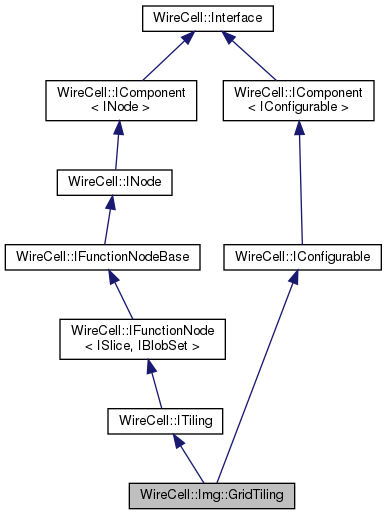 WireCell::Interface
WireCell::IComponent
< INode >
WireCell::IComponent
< IConfigurable >
WireCell::INode
WireCell::IFunctionNodeBase
WireCell::IConfigurable
WireCell::IFunctionNode
< ISlice, IBlobSet >
WireCell::ITiling
WireCell::Img::GridTiling